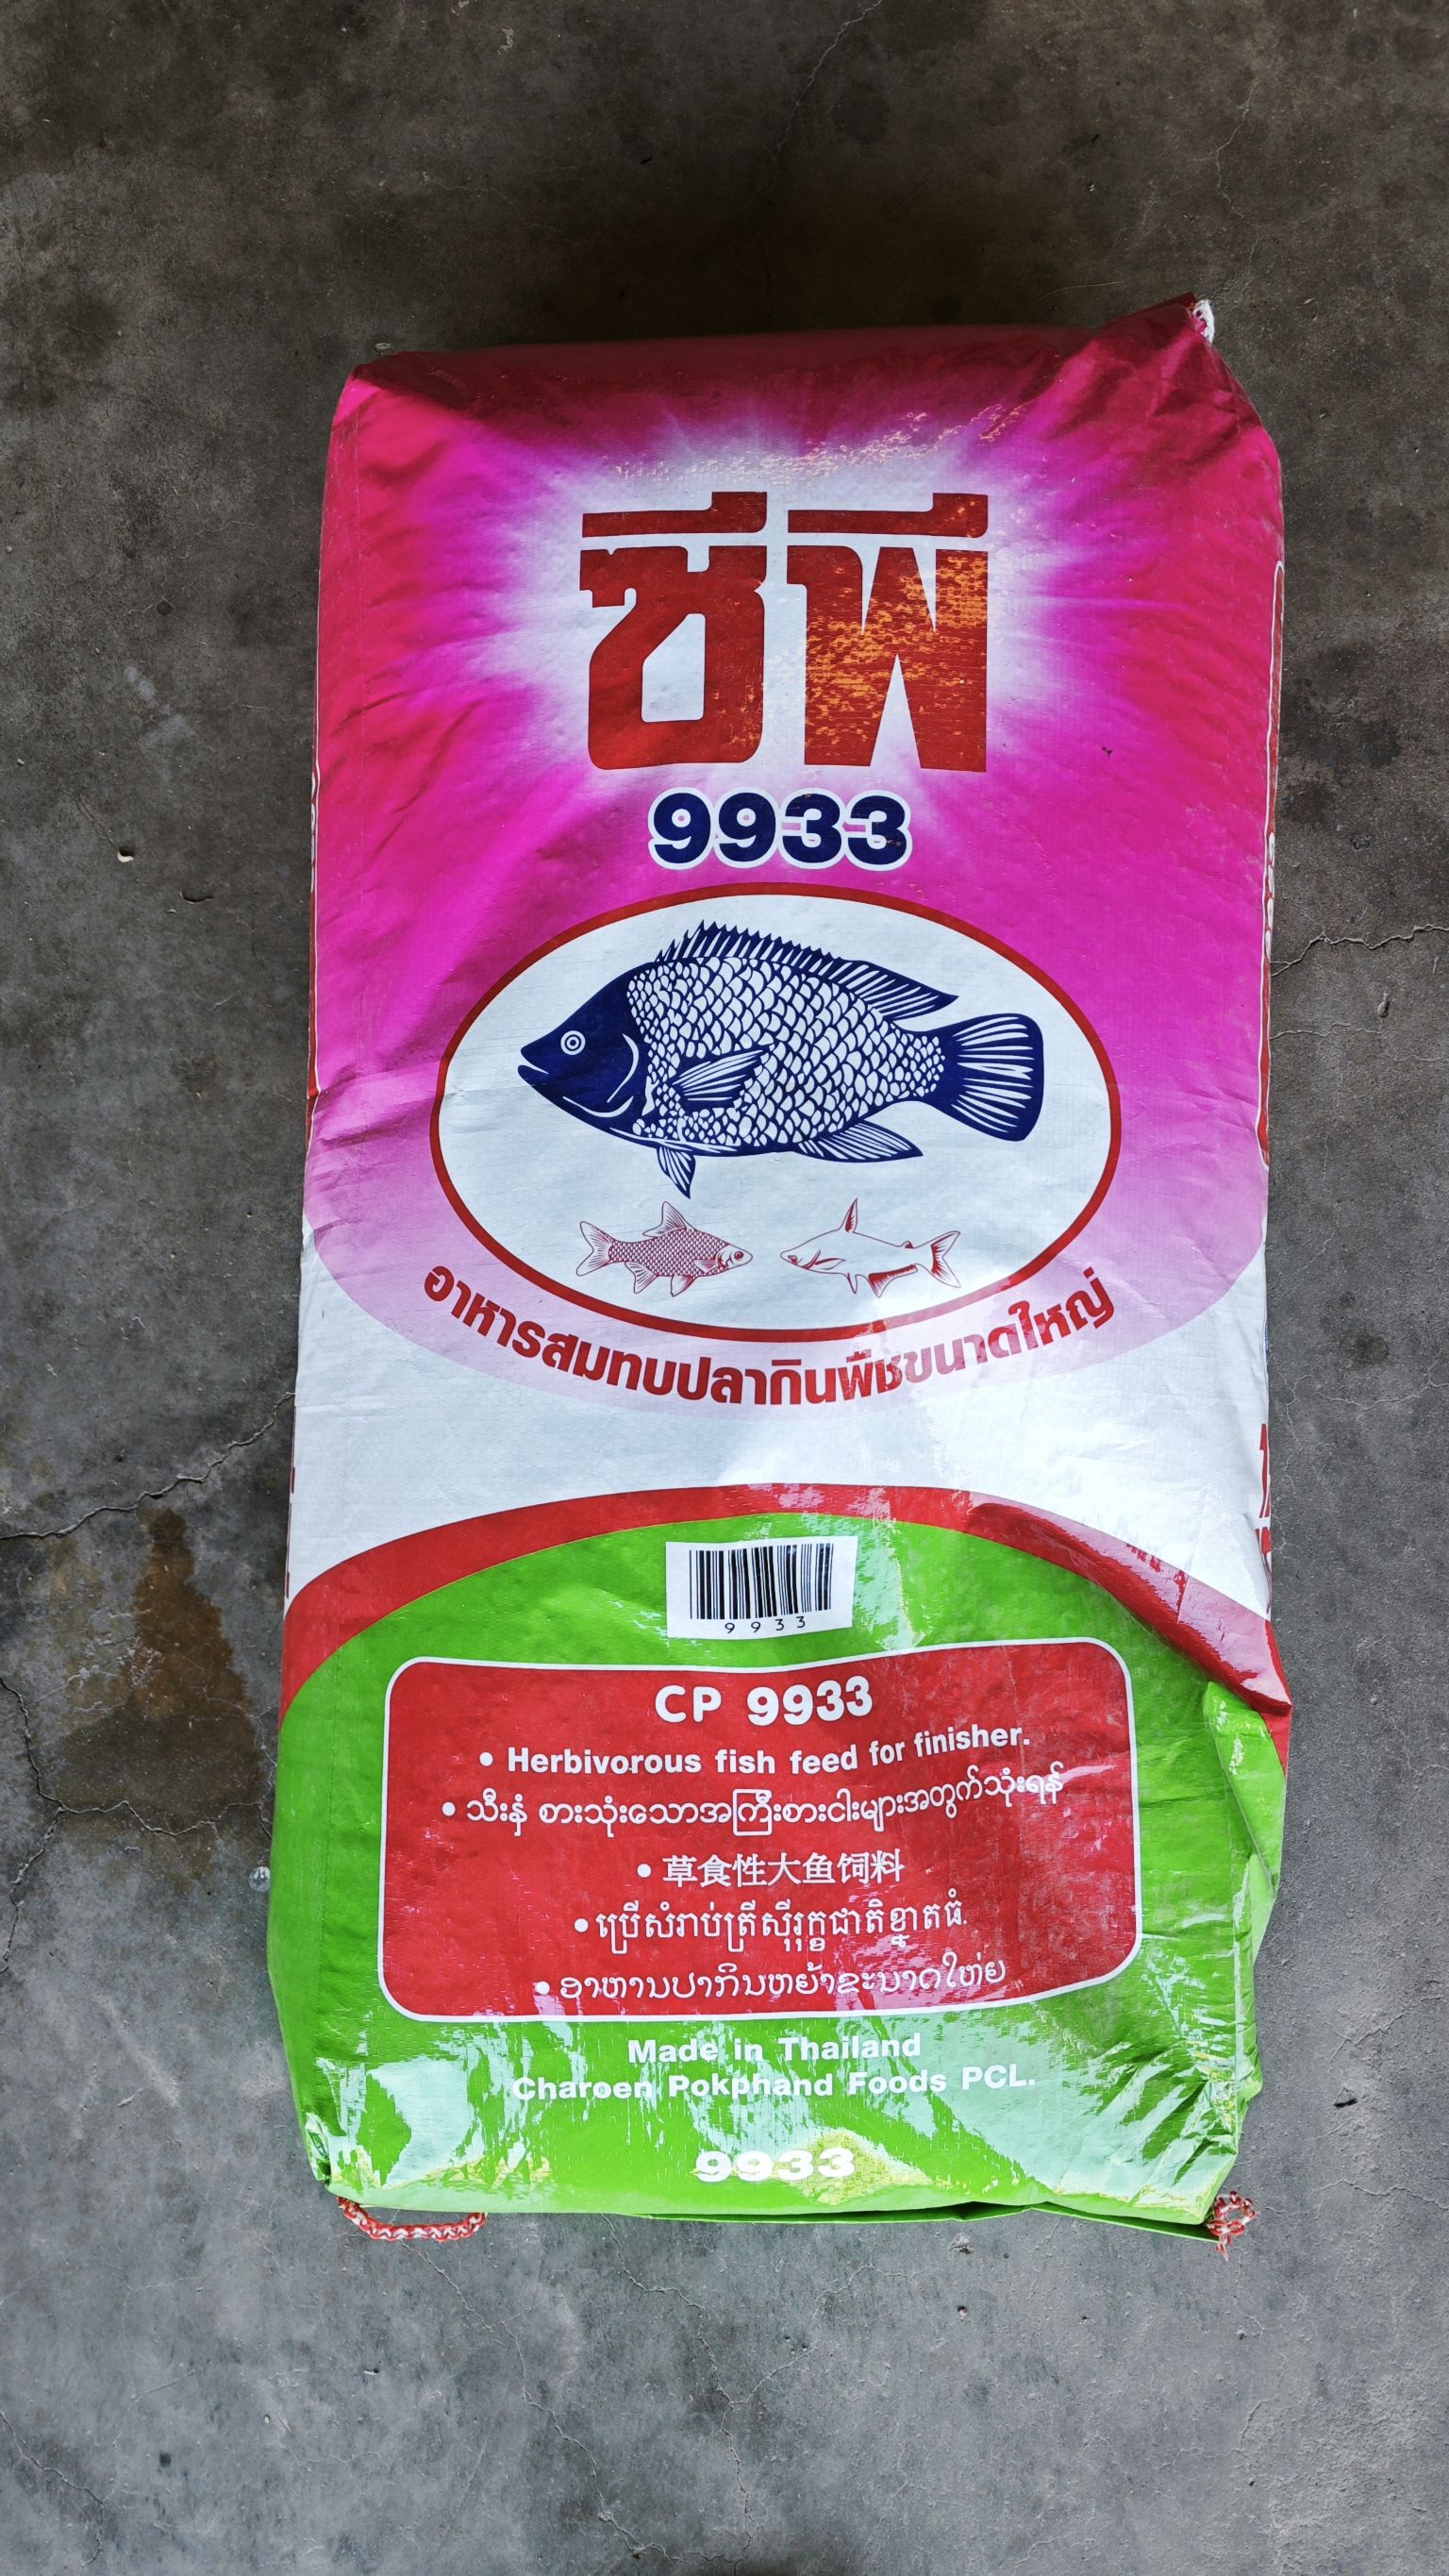 ซีพี
9933
อาหารสมทบปลากินพืชขนาดใหญ่
9933
CP 9933
• Herbivorous fish feed for finisher.
• သီးနှံ စားသုံးသောအကြီးစားငါးများအတွက်သုံးရန်
• 草食性大鱼饲料
• ប្រើសំរាប់ត្រីស៊ីរុក្ខជាតិខ្នាតធំ.
• ອາຫານປາກິນຫຍ້າຂະນາດໃຫ່ຍ
Made in Thailand
Charoen Pokphand Foods PCL.
9933